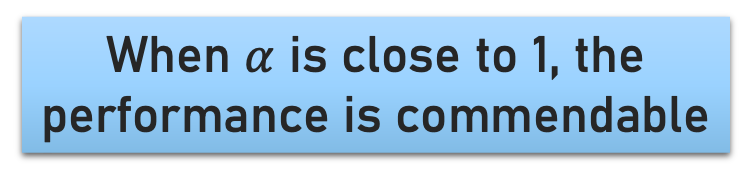 When 𝛼 is close to 1, the
performance is commendable